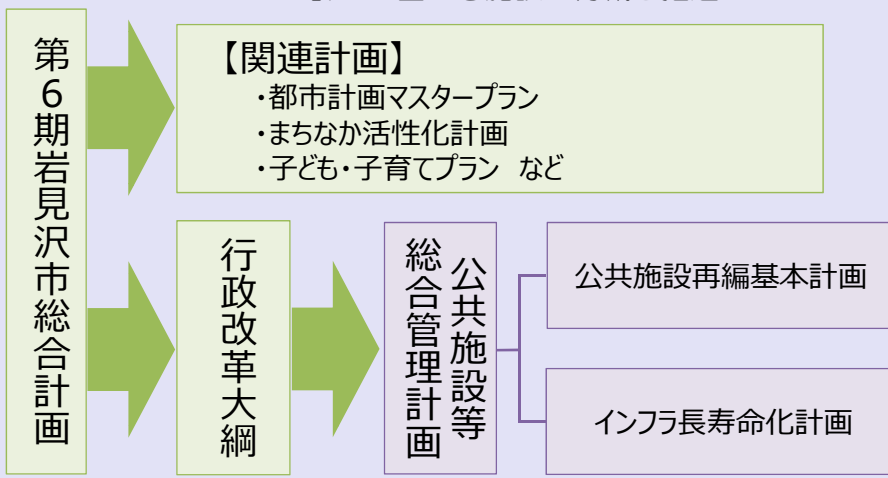 第６期岩見沢市総合計画
【関連計画】
・都市計画マスタープラン
・まちなか活性化計画
・子ども・子育てプラン など
行政改革大綱
公共施設等
総合管理計画
公共施設再編基本計画
インフラ長寿命化計画